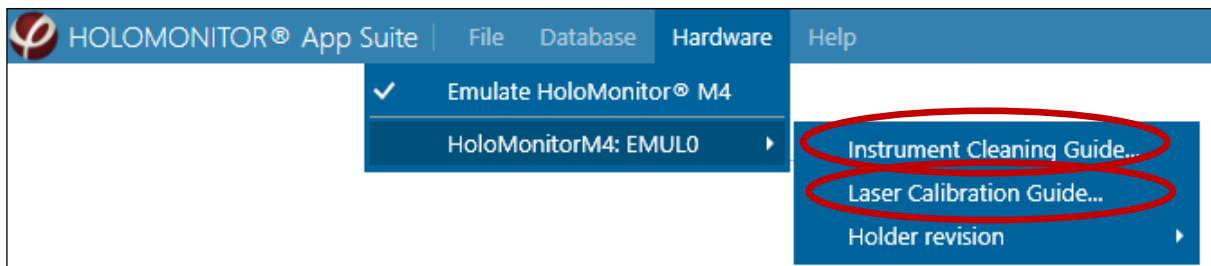 HOLOMONITOR® App Suite File Database Hardware Help
Emulate HoloMonitor® M4
HoloMonitorM4: EMUL0
Instrument Cleaning Guide...
Laser Calibration Guide...
Holder revision